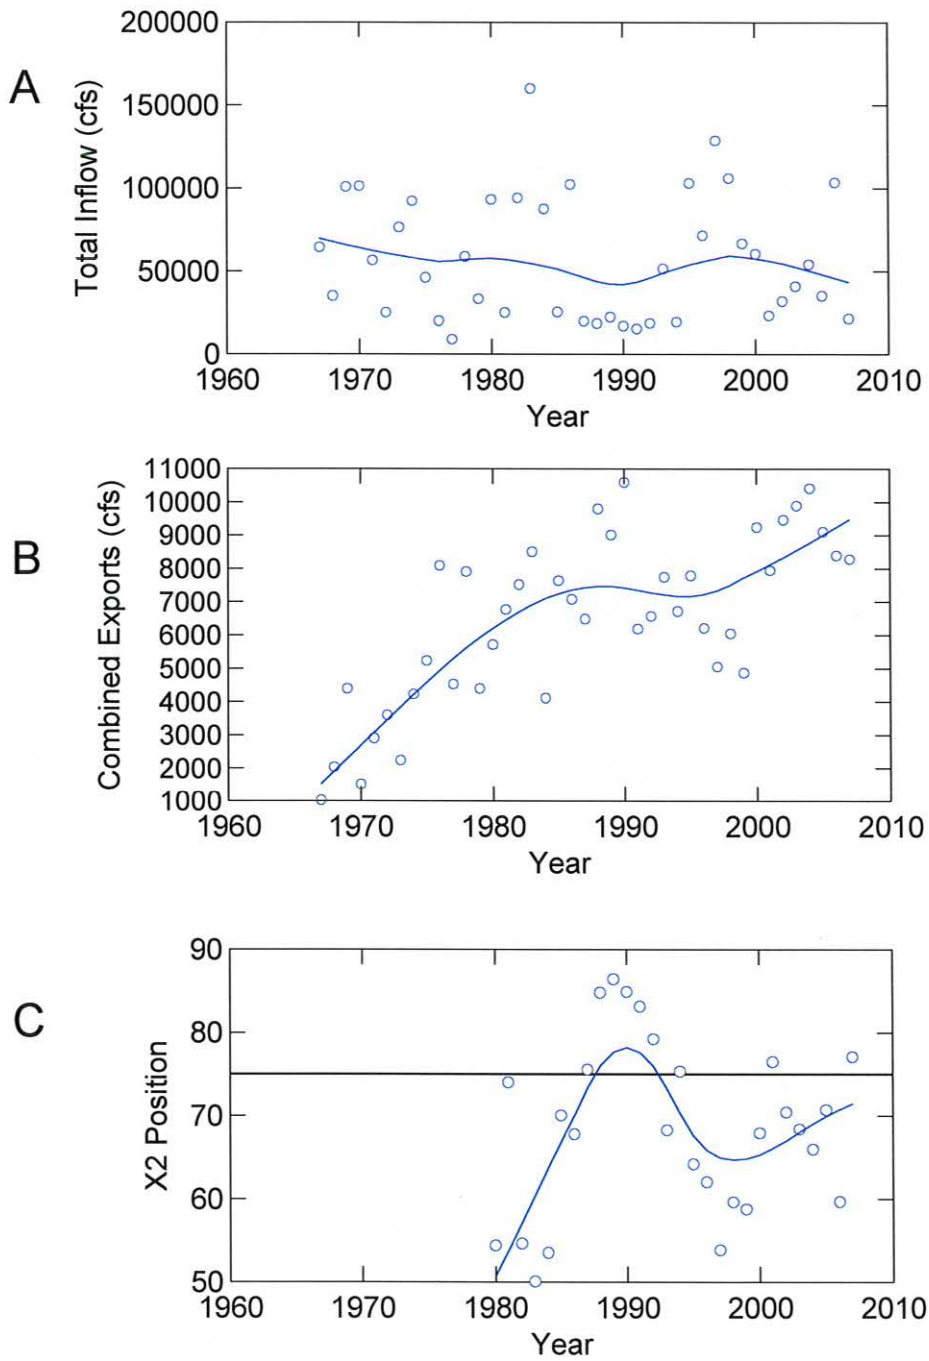 A
Total Inflow (cfs)
200000
150000
100000
50000
0
1960 1970 1980 1990 2000 2010
Year
B
Combined Exports (cfs)
11000
10000
9000
8000
7000
6000
5000
4000
3000
2000
1000
1960 1970 1980 1990 2000 2010
Year
C
X2 Position
90
80
70
60
50
1960 1970 1980 1990 2000 2010
Year